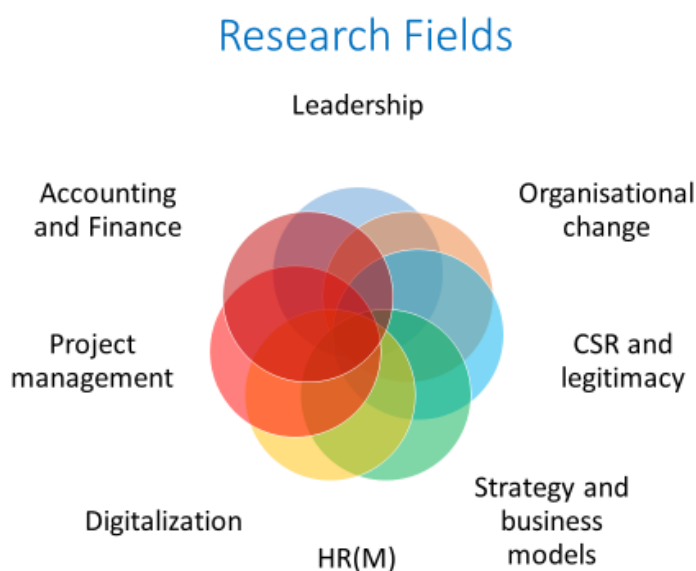 Research Fields
Leadership
Accounting
and Finance
Organisational
change
Project
management
CSR and
legitimacy
Digitalization
Strategy and
business
models
HR(M)